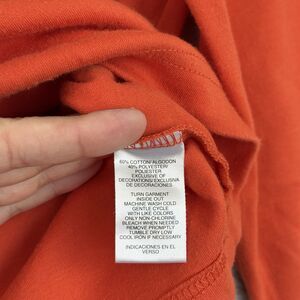 60% COTTON/ ALGODON
40% POLYESTER/
POLIESTER
EXCLUSIVE OF
DECORATIONS/ EXCLUSIVA
DE DECORACIONES
TURN GARMENT
INSIDE OUT
MACHINE WASH COLD
GENTLE CYCLE
WITH LIKE COLORS
ONLY NON CHLORINE
BLEACH WHEN NEEDED
REMOVE PROMPTLY
TUMBLE DRY LOW
COOL IRON IF NECESSARY
INDICACIONES EN EL
VERSO